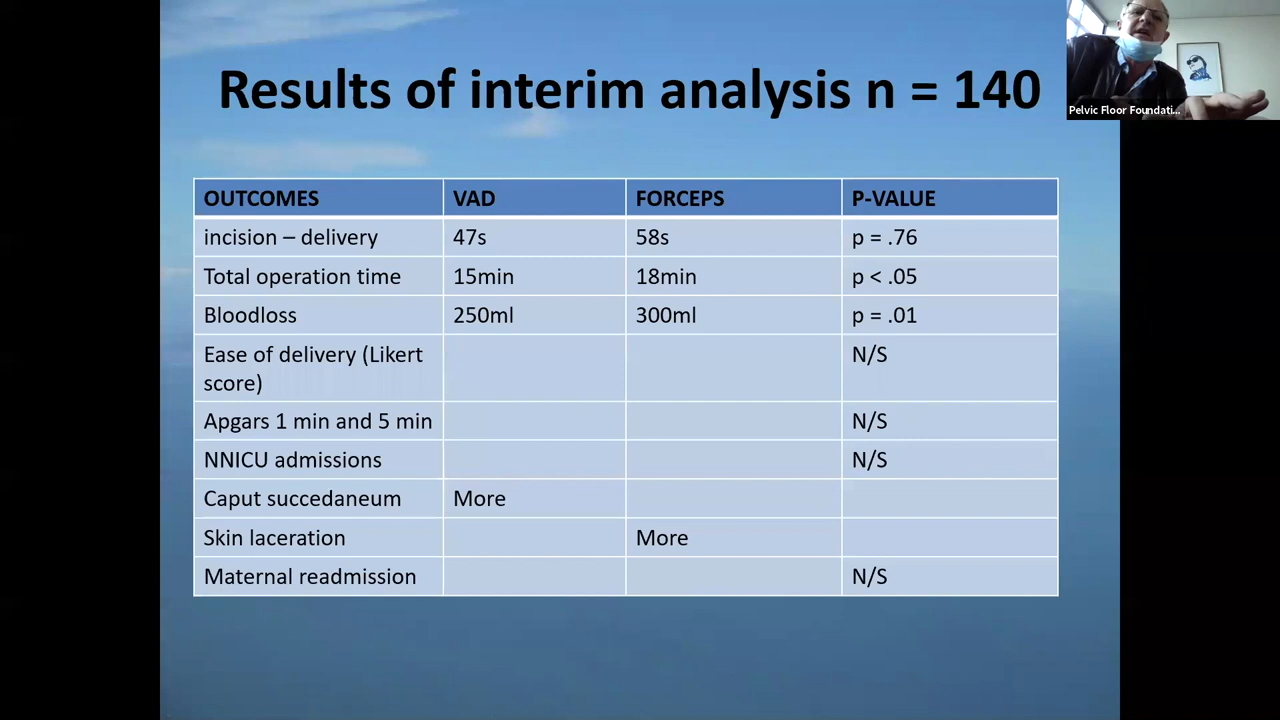 Results of interim analysis n = 140
Pelvic Floor Foundati...
OUTCOMES VAD FORCEPS P-VALUE
incision – delivery 47s 58s p = .76
Total operation time 15min 18min p < .05
Bloodloss 250ml 300ml p = .01
Ease of delivery (Likert N/S
score)
Apgars 1 min and 5 min N/S
NNICU admissions N/S
Caput succedaneum More
Skin laceration More
Maternal readmission N/S